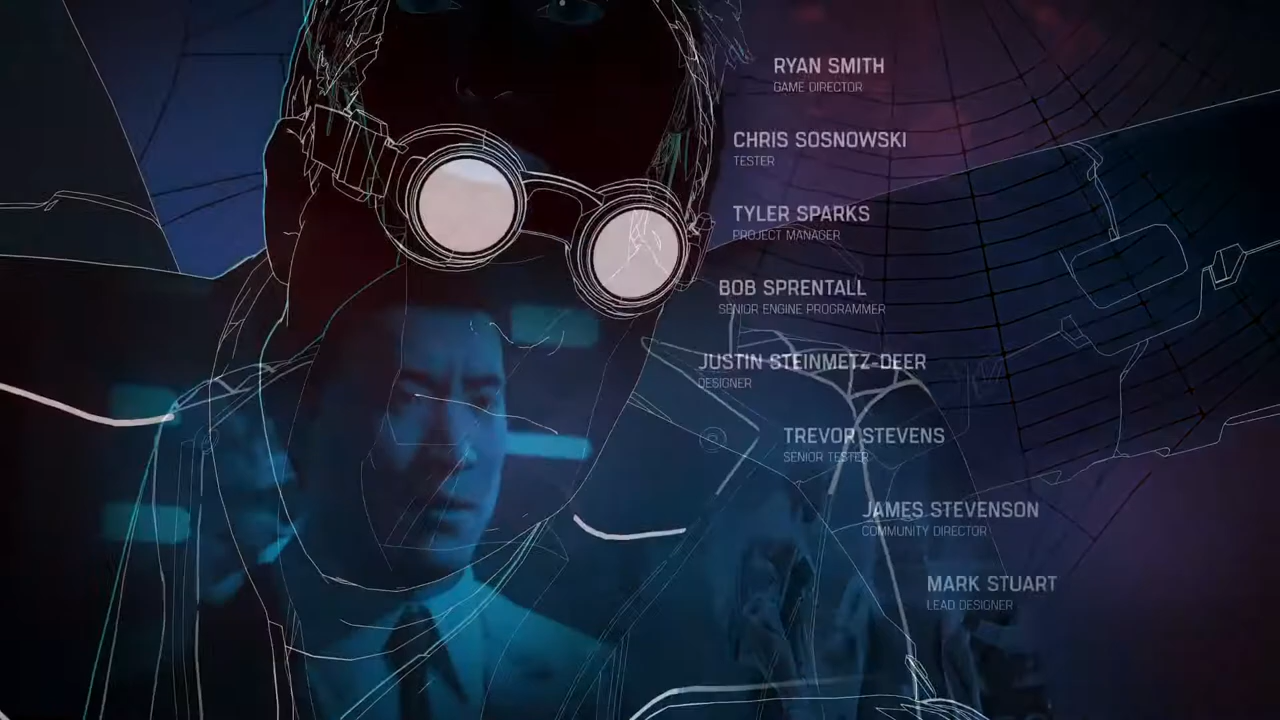 RYAN SMITH
GAME DIRECTOR
CHRIS SOSNOWSKI
TESTER
TYLER SPARKS
PROJECT MANAGER
BOB SPRENTALL
SENIOR ENGINE PROGRAMMER
JUSTIN STEINMETZ-DEER
DESIGNER
TREVOR STEVENS
SENIOR TESTER
JAMES STEVENSON
COMMUNITY DIRECTOR
MARK STUART
LEAD DESIGNER